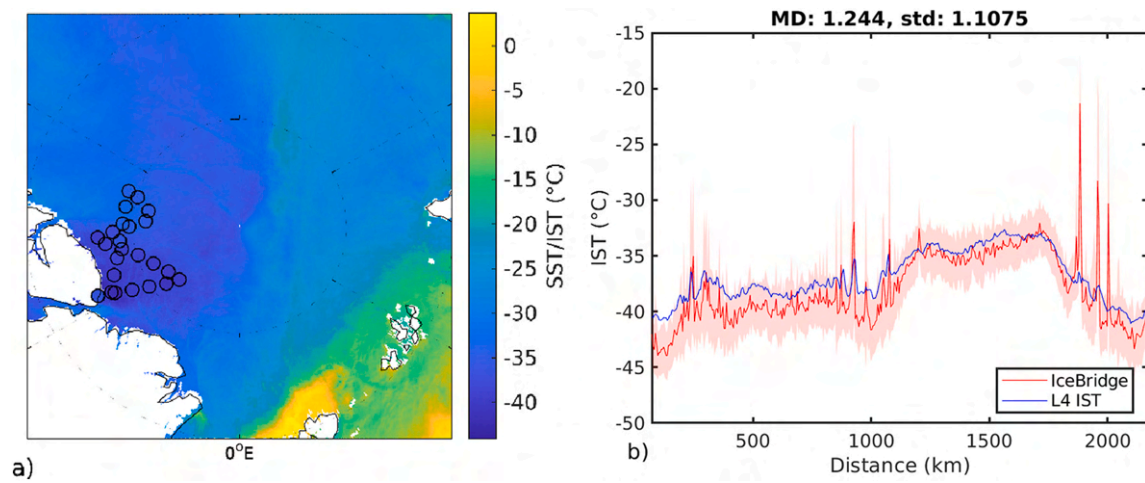 0
-5
-10
-15
-20
-25
-30
-35
-40
SST/IST (°C)
0°E
a)
MD: 1.244, std: 1.1075
-15
-20
-25
-30
-35
-40
-45
-50
IST (°C)
500
1000
1500
2000
Distance (km)
IceBridge
L4 IST
b)